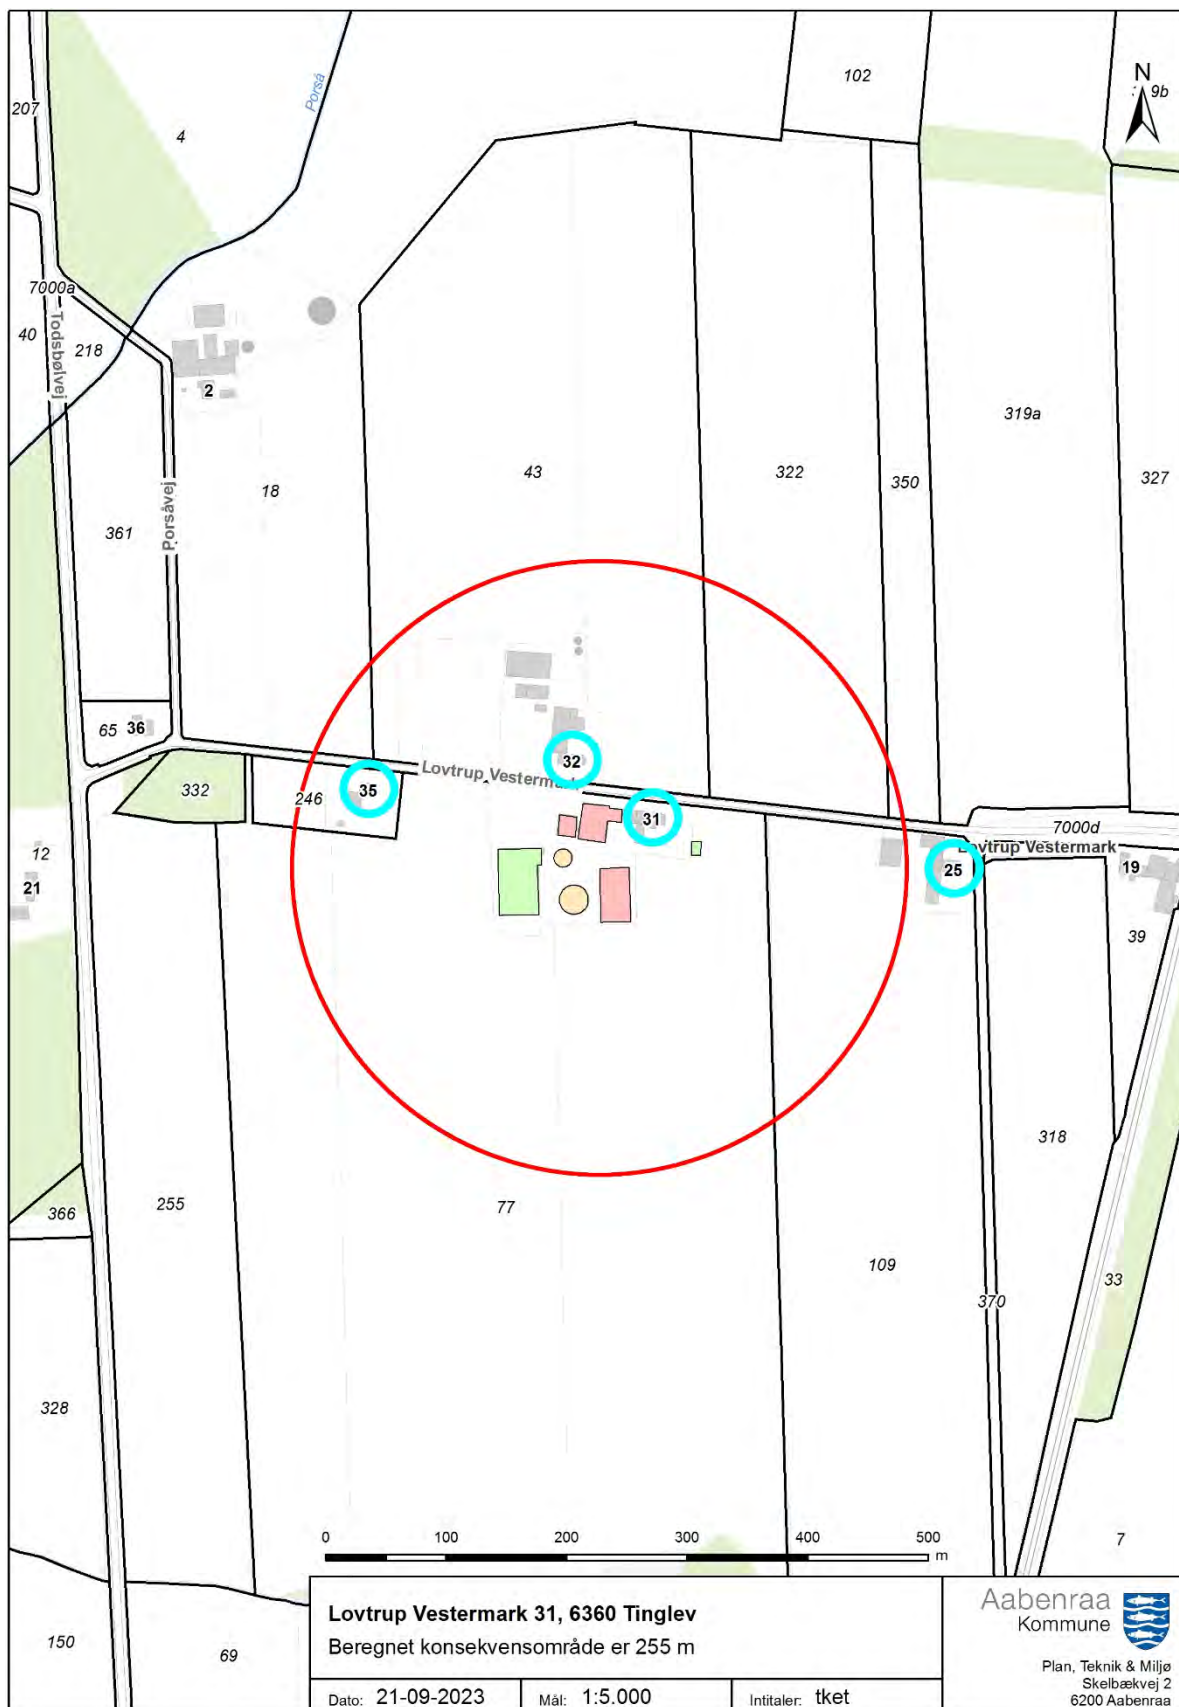 102
N
9b
207
4
Porså
7000a
40
218
Todsbølvej
2
319a
43
322
350
327
18
361
Porsåvej
65
36
32
Lovtrup Vestermark
35
332
246
31
7000d
Lovtrup Vestermark
12
21
25
19
39
318
255
77
366
109
33
370
328
7
0 100 200 300 400 500
m
150
69
Lovtrup Vestermark 31, 6360 Tinglev
Beregnet konsekvensområde er 255 m
Dato: 21-09-2023 Mål: 1:5.000 Intitaler: tket
Aabenraa
Kommune
Plan, Teknik & Miljø
Skelbækvej 2
6200 Aabenraa